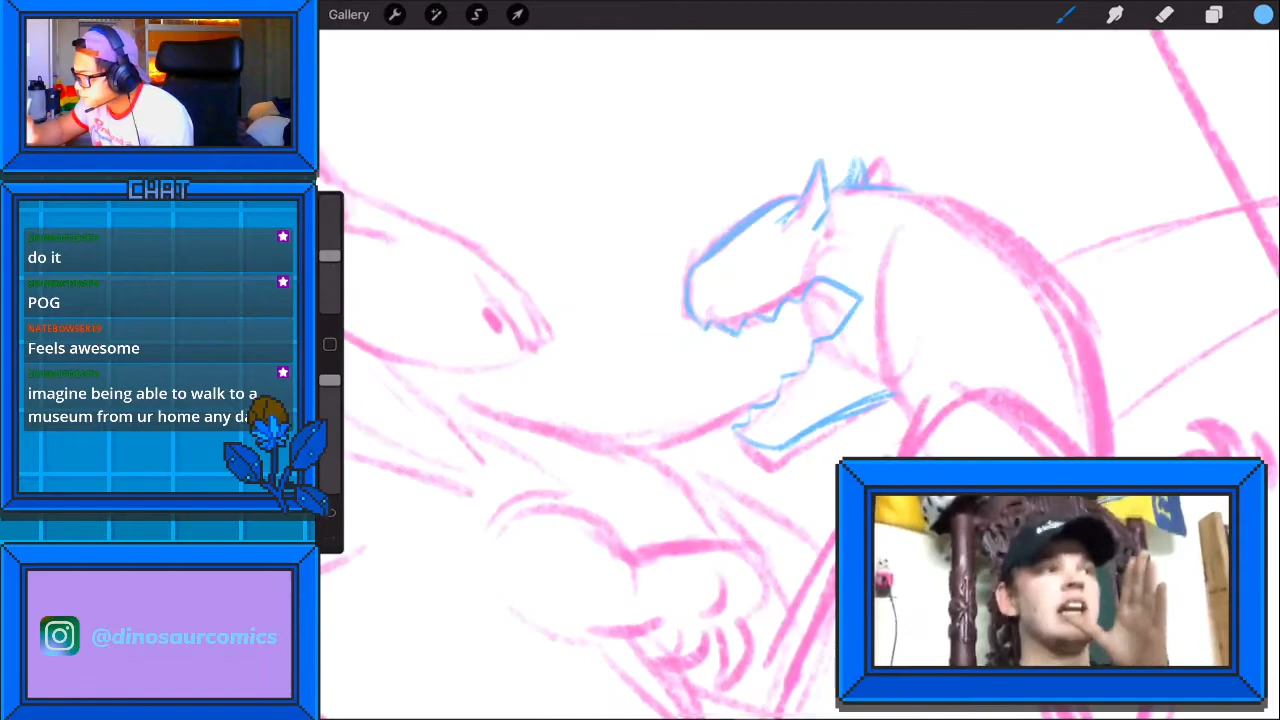 Gallery
CHAT
do it
POG
NATEBOWSER19
Feels awesome
imagine being able to walk to a
museum from ur home any
@dinosaurcomics